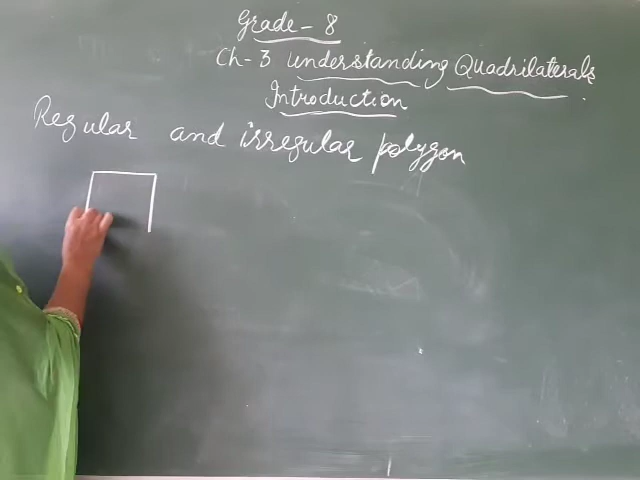 Grade - 8
Ch-3 Understanding Quadrilaterals
Introduction
Regular and irregular polygon